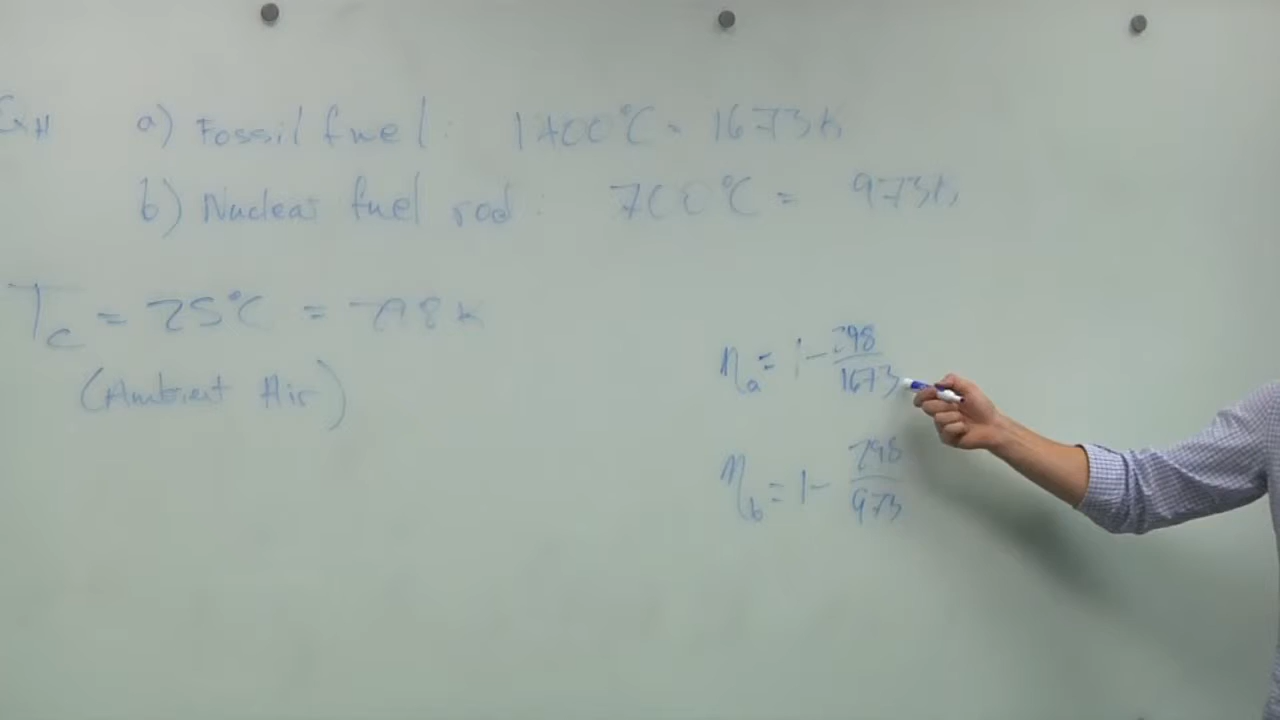 QH a) Fossil fuel: 1400°C = 1673K
b) Nuclear fuel rod: 700°C = 973K
Tc = 25°C = 298K
(Ambient Air)
ηa = 1 - 298/1673
ηb = 1 - 298/973